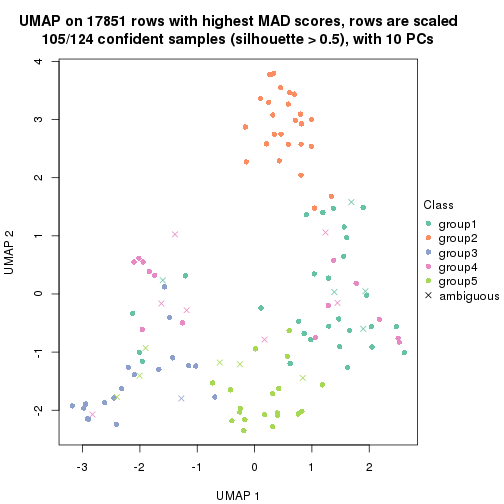 UMAP on 17851 rows with highest MAD scores, rows are scaled
105/124 confident samples (silhouette > 0.5), with 10 PCs
4
3
2
1
0
-1
-2
UMAP 2
-3
-2
-1
0
1
2
UMAP 1
Class
group1
group2
group3
group4
group5
ambiguous